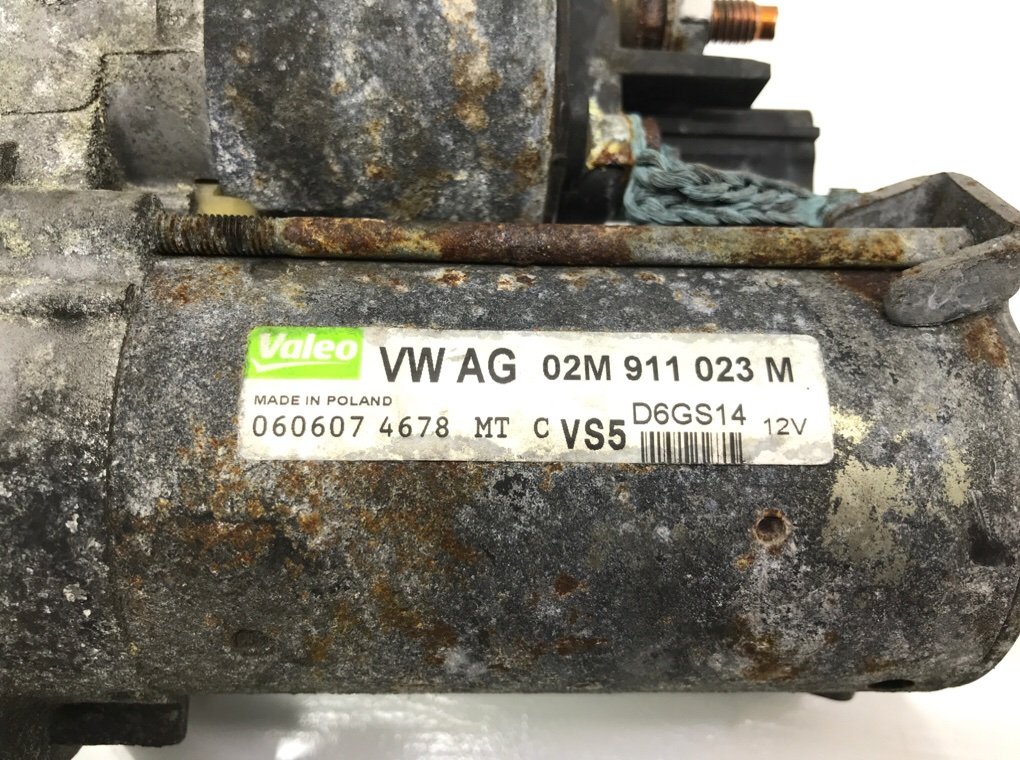 Valeo VW AG 02M 911 023 M
MADE IN POLAND
060607 4678 MT C VS5 D6GS14 12V